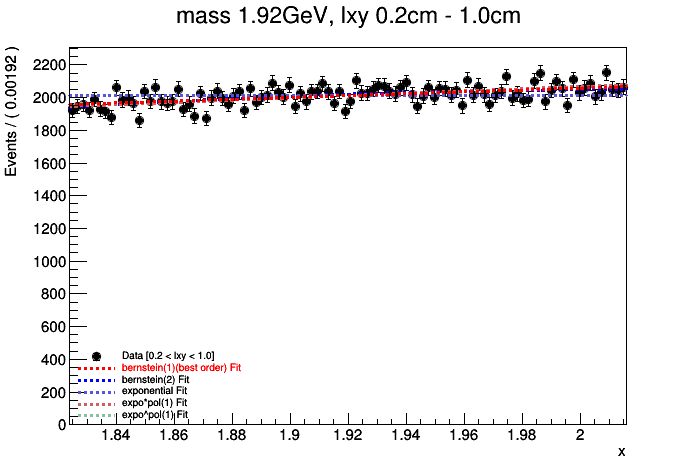 mass 1.92GeV, lxy 0.2cm - 1.0cm
Events / ( 0.00192 )
2200
2000
1800
1600
1400
1200
1000
800
600
400
200
0
Data [0.2 < lxy < 1.0]
bernstein(1)(best order) Fit
bernstein(2) Fit
exponential Fit
expo*pol(1) Fit
expo^pol(1) Fit
1.84 1.86 1.88 1.9 1.92 1.94 1.96 1.98 2
x